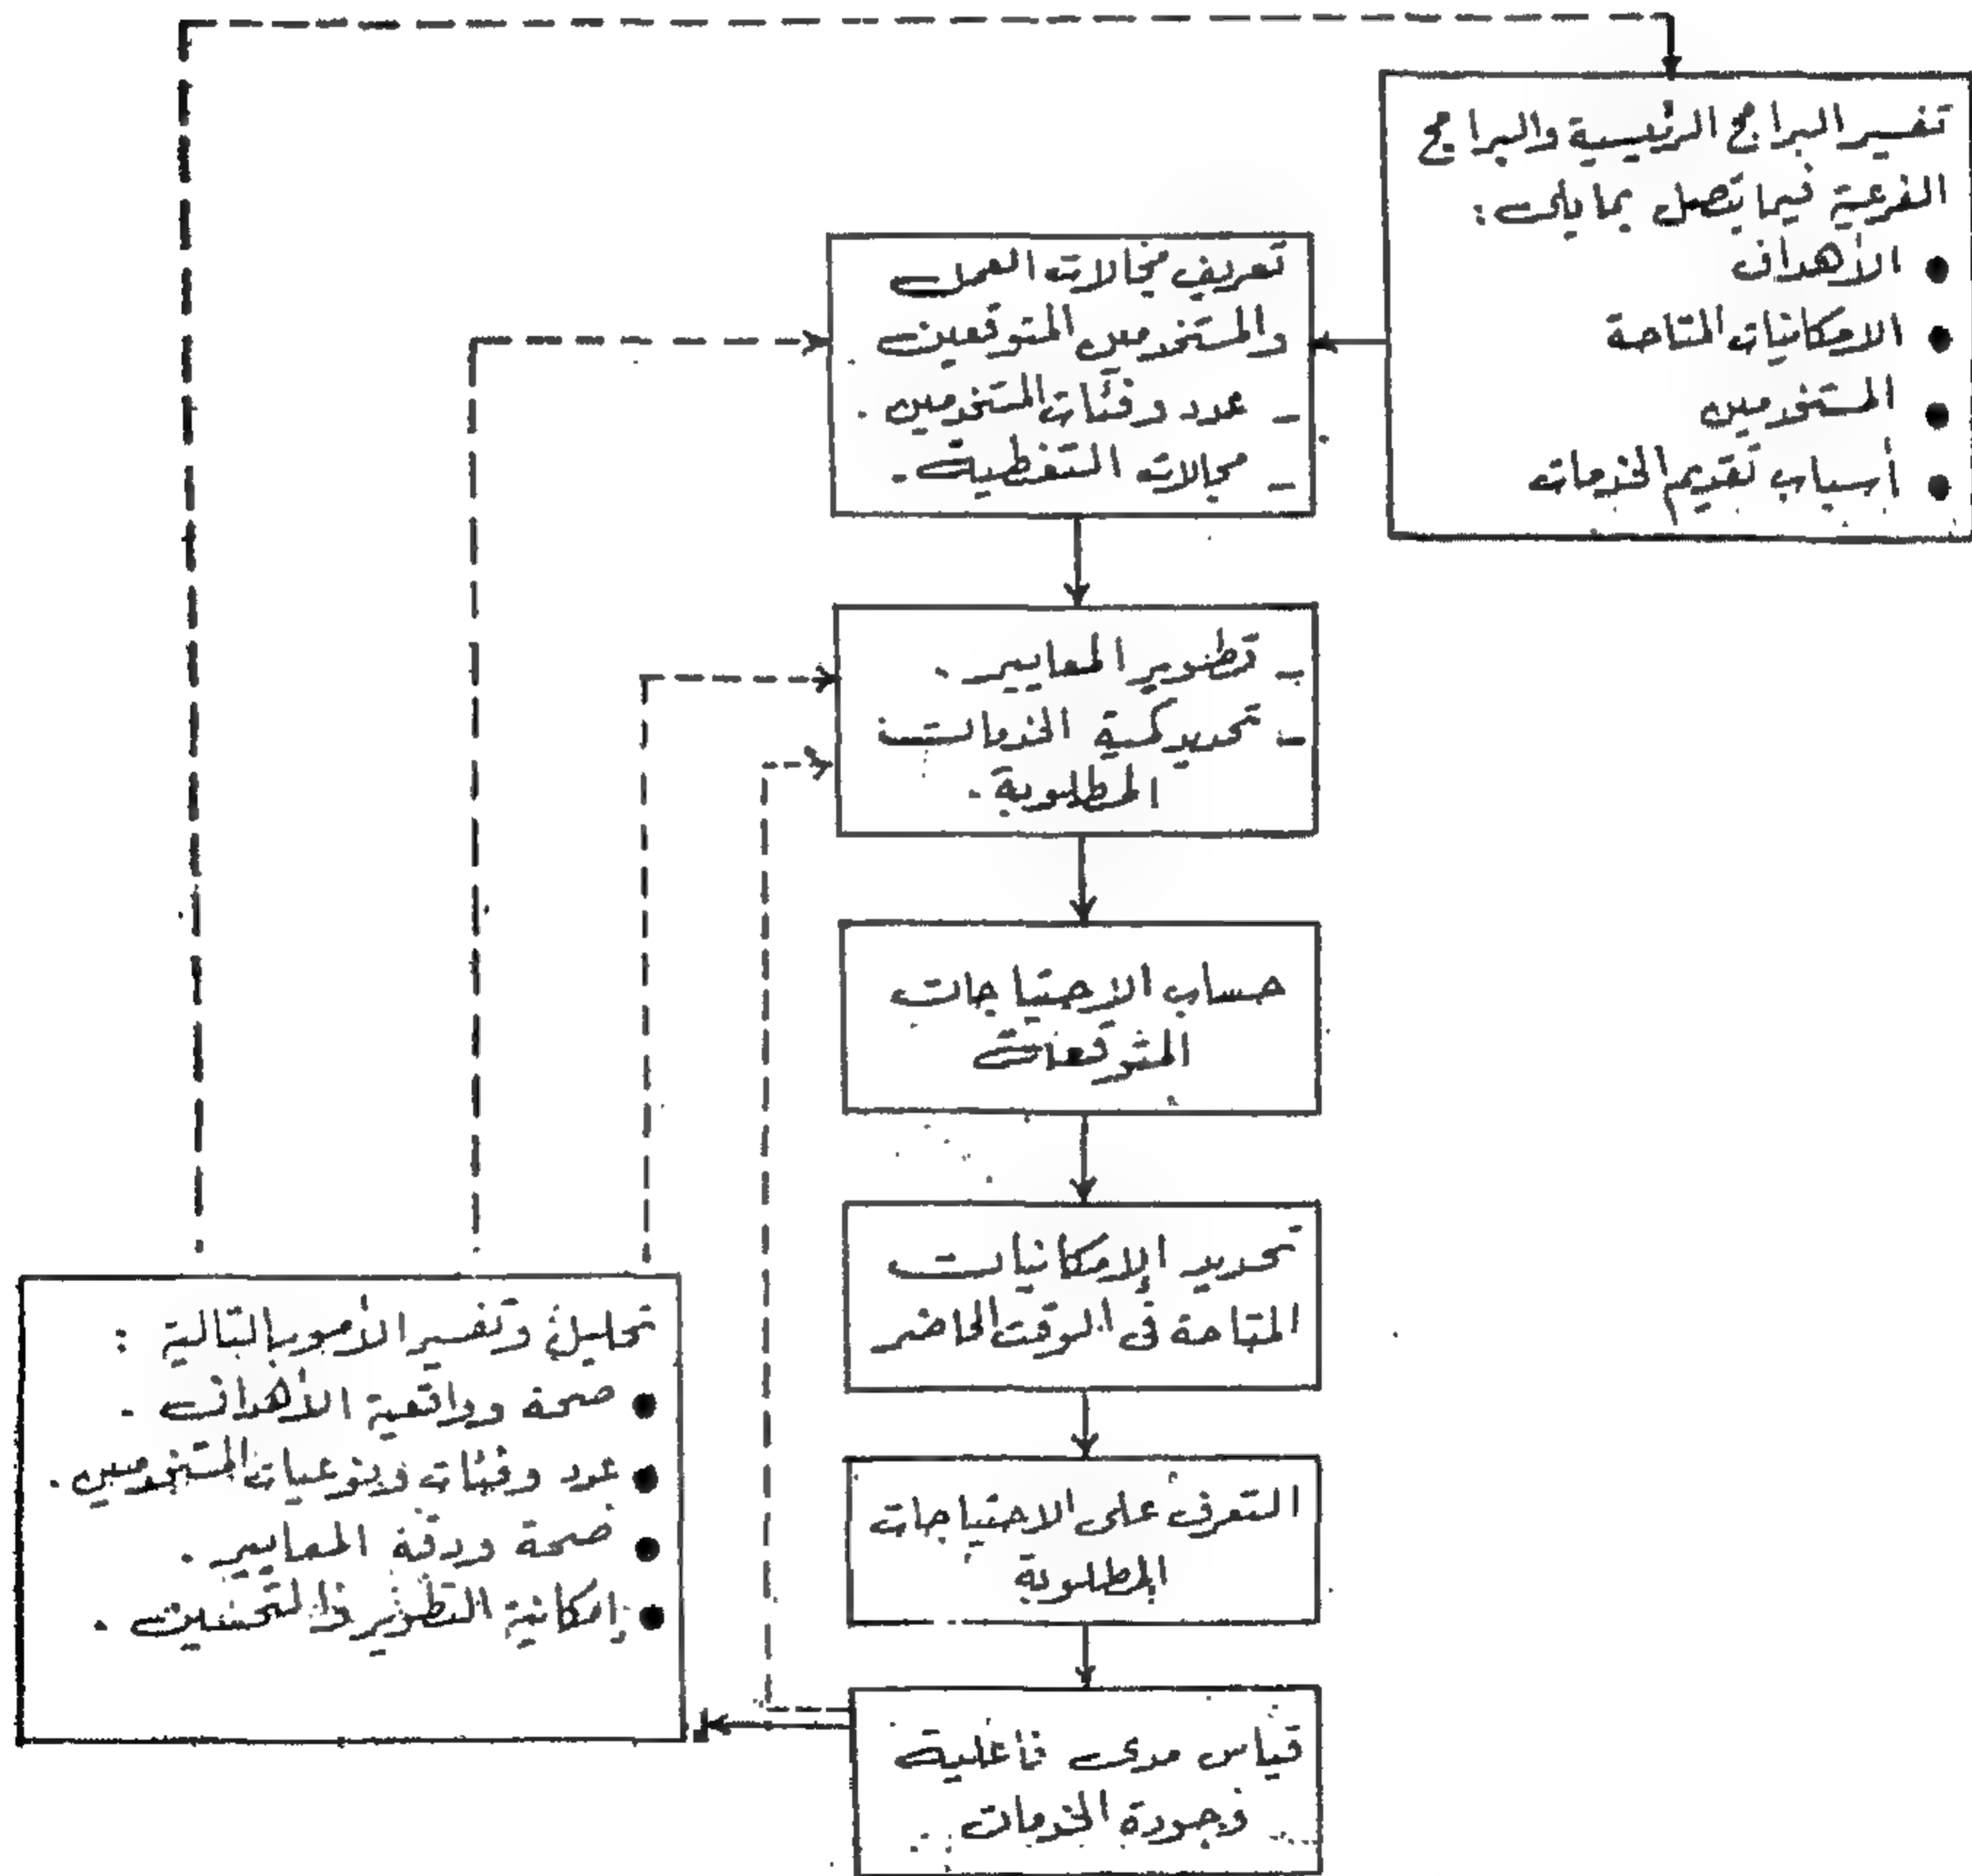 تفسير البرامج الرئيسية والبرامج
الفرعية فيما يتصل بما يلى :
● الأهداف
● الامكانيات المتاحة
● المستخدمين
● أسباب تقديم الخدمات
تعريف مجالات العمل
والمستخدمين المتوقعين
- عدد وفئات المستخدمين .
- مجالات التغطية .
- تطوير المعايير .
- تحديد كمية الخدمات
المطلوبة .
حساب الاحتياجات
المتوقعة
تحديد الإمكانيات
المتاحة فى الوقت الحاضر
التعرف على الاحتياجات
المطلوبة
قياس مدى فاعلية
وجودة الخدمات
تحليل وتفسير الأمور التالية :
● صحة وواقعية الأهداف .
● عدد وفئات ونوعيات المستخدمين .
● صحة ودقة المعايير .
● إمكانية التطوير والتحسين .